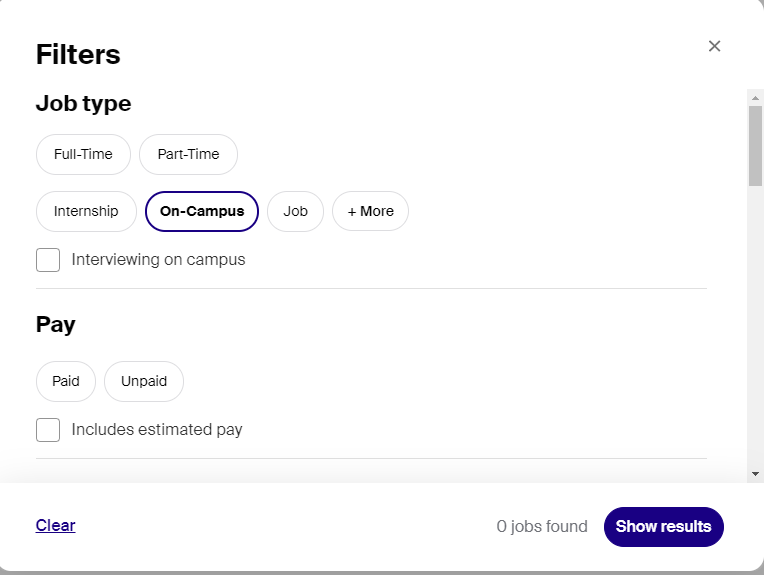 Filters
Job type
Full-Time Part-Time
Internship On-Campus Job + More
Interviewing on campus
Pay
Paid Unpaid
Includes estimated pay
Clear 0 jobs found Show results